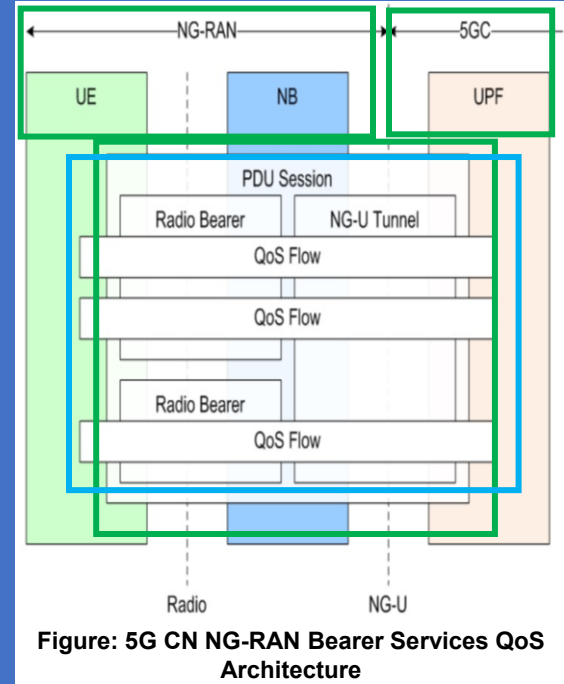 NG-RAN
5GC
UE
NB
UPF
PDU Session
Radio Bearer
NG-U Tunnel
QoS Flow
QoS Flow
Radio Bearer
QoS Flow
Radio
NG-U
Figure: 5G CN NG-RAN Bearer Services QoS
Architecture